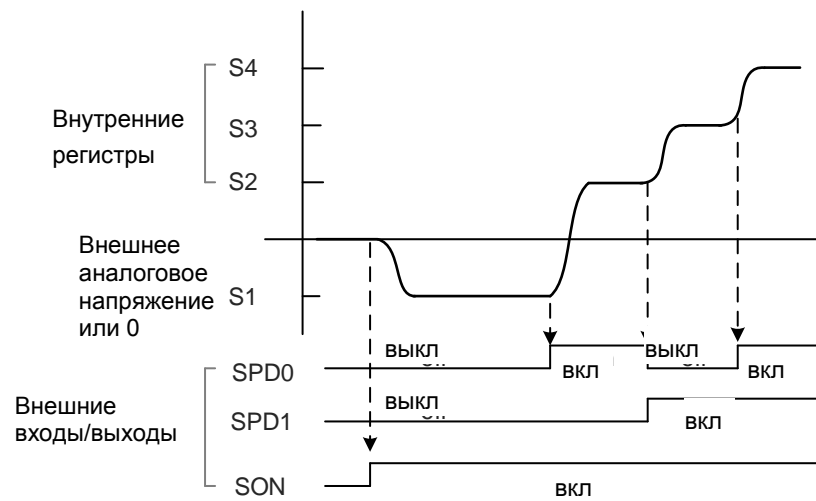 S4
Внутренние
регистры
S3
S2
Внешнее
аналоговое
напряжение
или 0
S1
выкл
выкл
SPD0
вкл
вкл
выкл
Внешние
входы/выходы
SPD1
вкл
SON
вкл